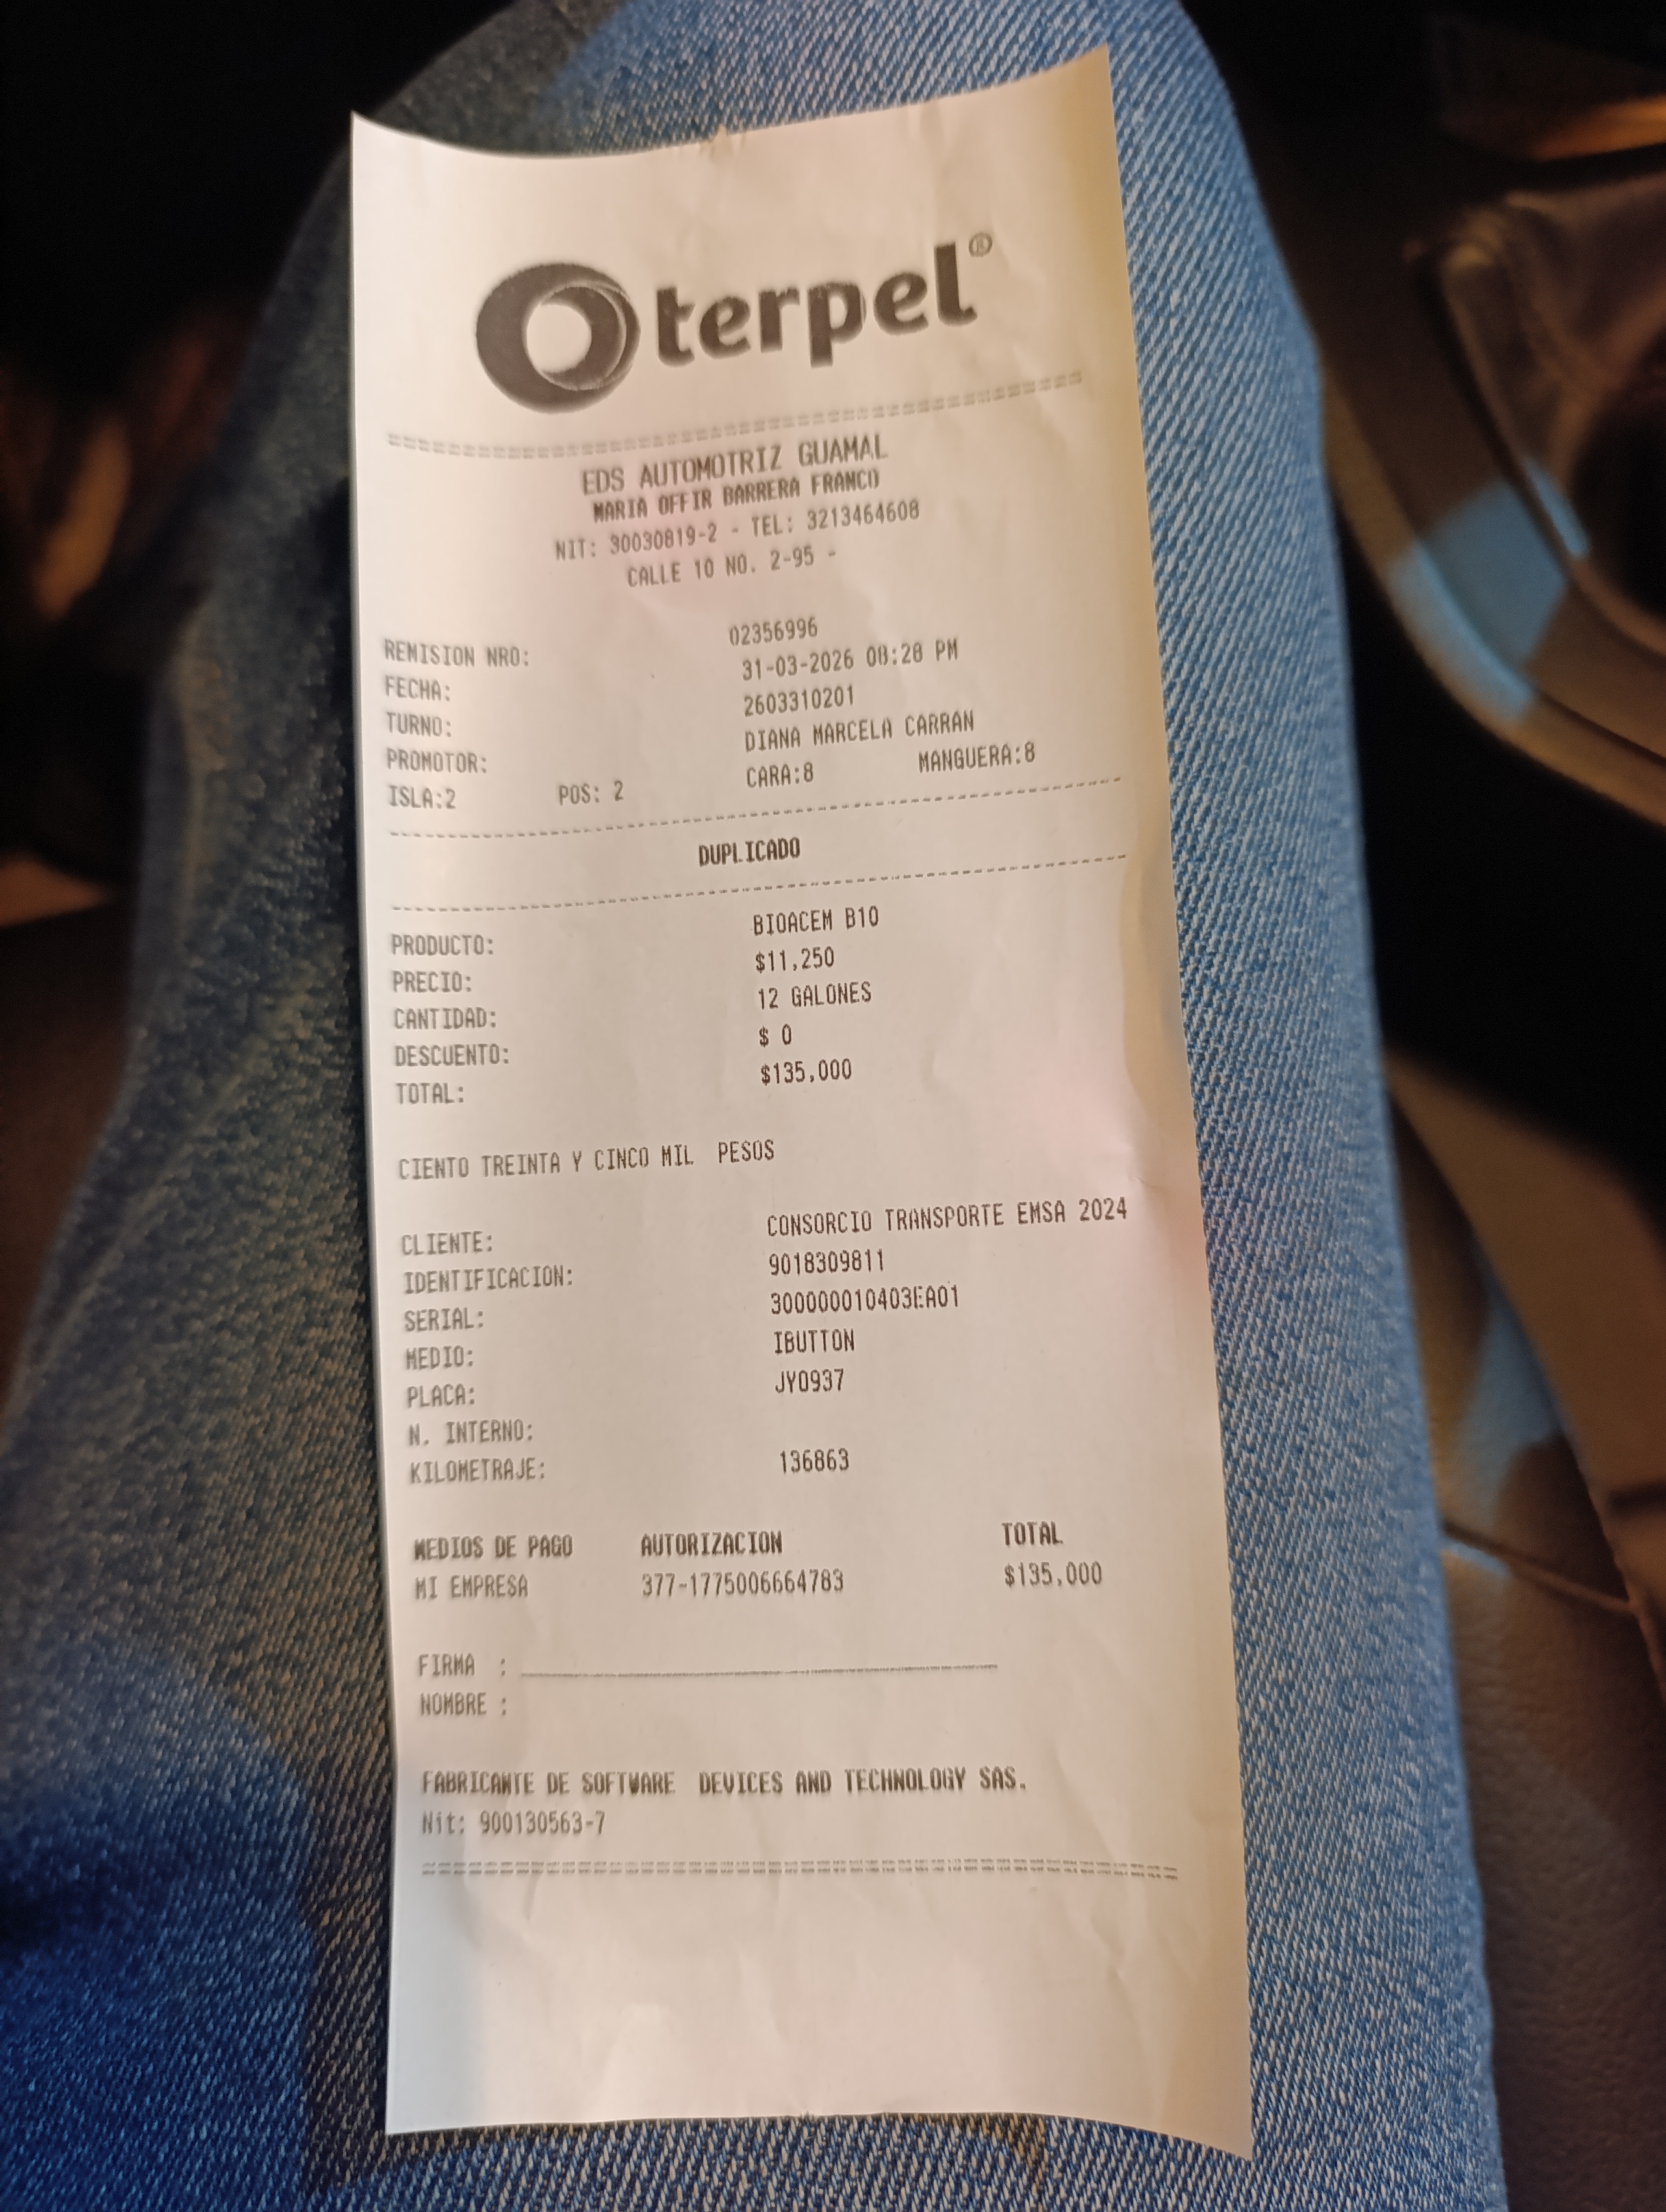 terpel®
EDS AUTOMOTRIZ GUAMAL
MARIA OFFIR BARRERA FRANCO
NIT: 30030819-2 - TEL: 3213464608
CALLE 10 NO. 2-95 -
REMISION NRO: 02356996
FECHA: 31-03-2026 08:28 PM
TURNO: 2603310201
PROMOTOR: DIANA MARCELA CARRAN
ISLA:2 POS: 2 CARA:8 MANGUERA:8
DUPLICADO
PRODUCTO: BIOACEM B10
PRECIO: $11,250
CANTIDAD: 12 GALONES
DESCUENTO: $ 0
TOTAL: $135,000
CIENTO TREINTA Y CINCO MIL PESOS
CLIENTE: CONSORCIO TRANSPORTE EMSA 2024
IDENTIFICACION: 9018309811
SERIAL: 300000010403EA01
MEDIO: IBUTTON
PLACA: JYO937
N. INTERNO:
KILOMETRAJE: 136863
MEDIOS DE PAGO AUTORIZACION TOTAL
MI EMPRESA 377-1775006664783 $135,000
FIRMA :
NOMBRE :
FABRICANTE DE SOFTWARE DEVICES AND TECHNOLOGY SAS.
Nit: 900130563-7